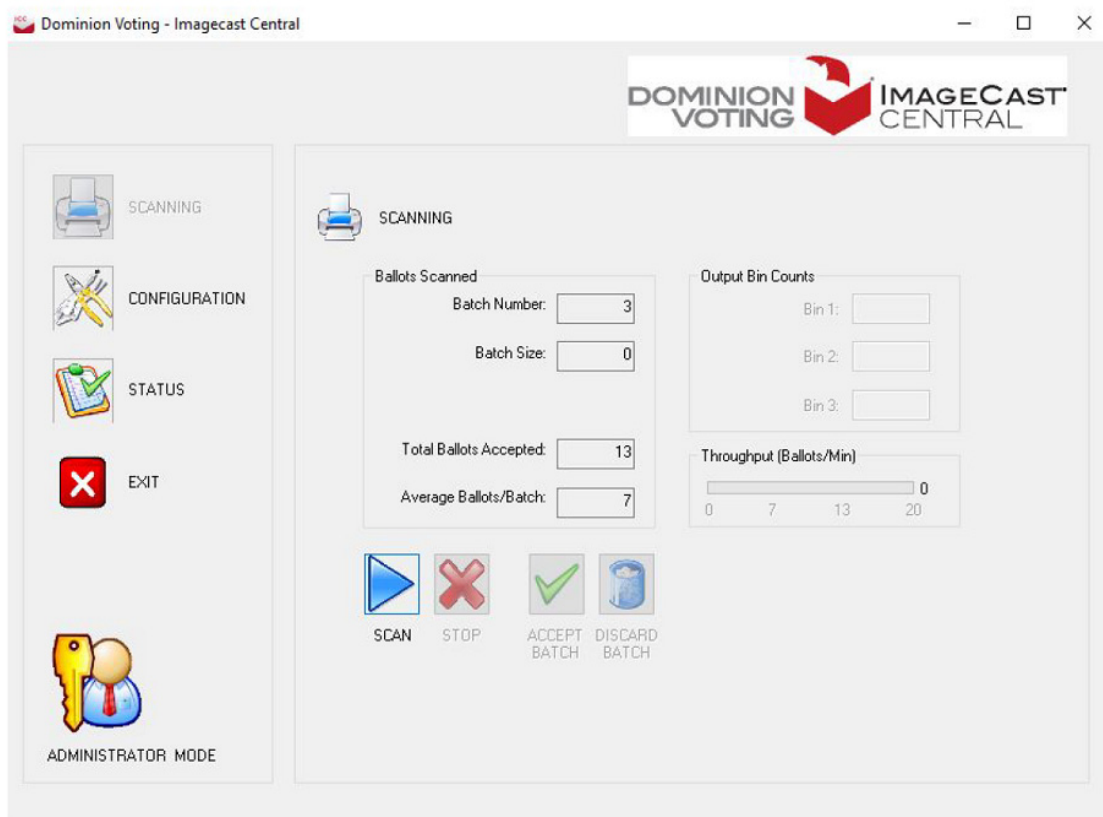 ICC Dominion Voting - Imagecast Central
DOMINION VOTING
IMAGECAST CENTRAL
SCANNING
CONFIGURATION
STATUS
EXIT
ADMINISTRATOR MODE
SCANNING
Ballots Scanned
Batch Number: 3
Batch Size: 0
Total Ballots Accepted: 13
Average Ballots/Batch: 7
Output Bin Counts
Bin 1:
Bin 2:
Bin 3:
Throughput (Ballots/Min)
0
0 7 13 20
SCAN
STOP
ACCEPT BATCH
DISCARD BATCH